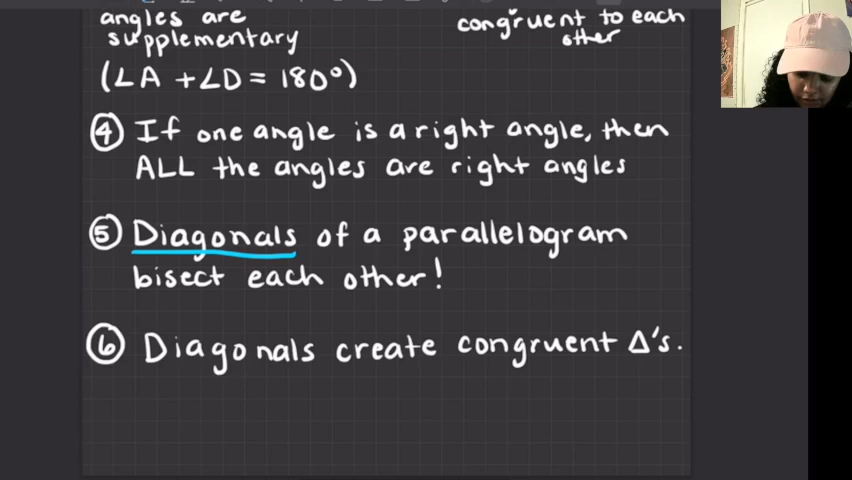 angles are
supplementary
(∠A + ∠D = 180°)
congruent to each
other
④ If one angle is a right angle, then
ALL the angles are right angles
⑤ Diagonals of a parallelogram
bisect each other!
⑥ Diagonals create congruent Δ's.